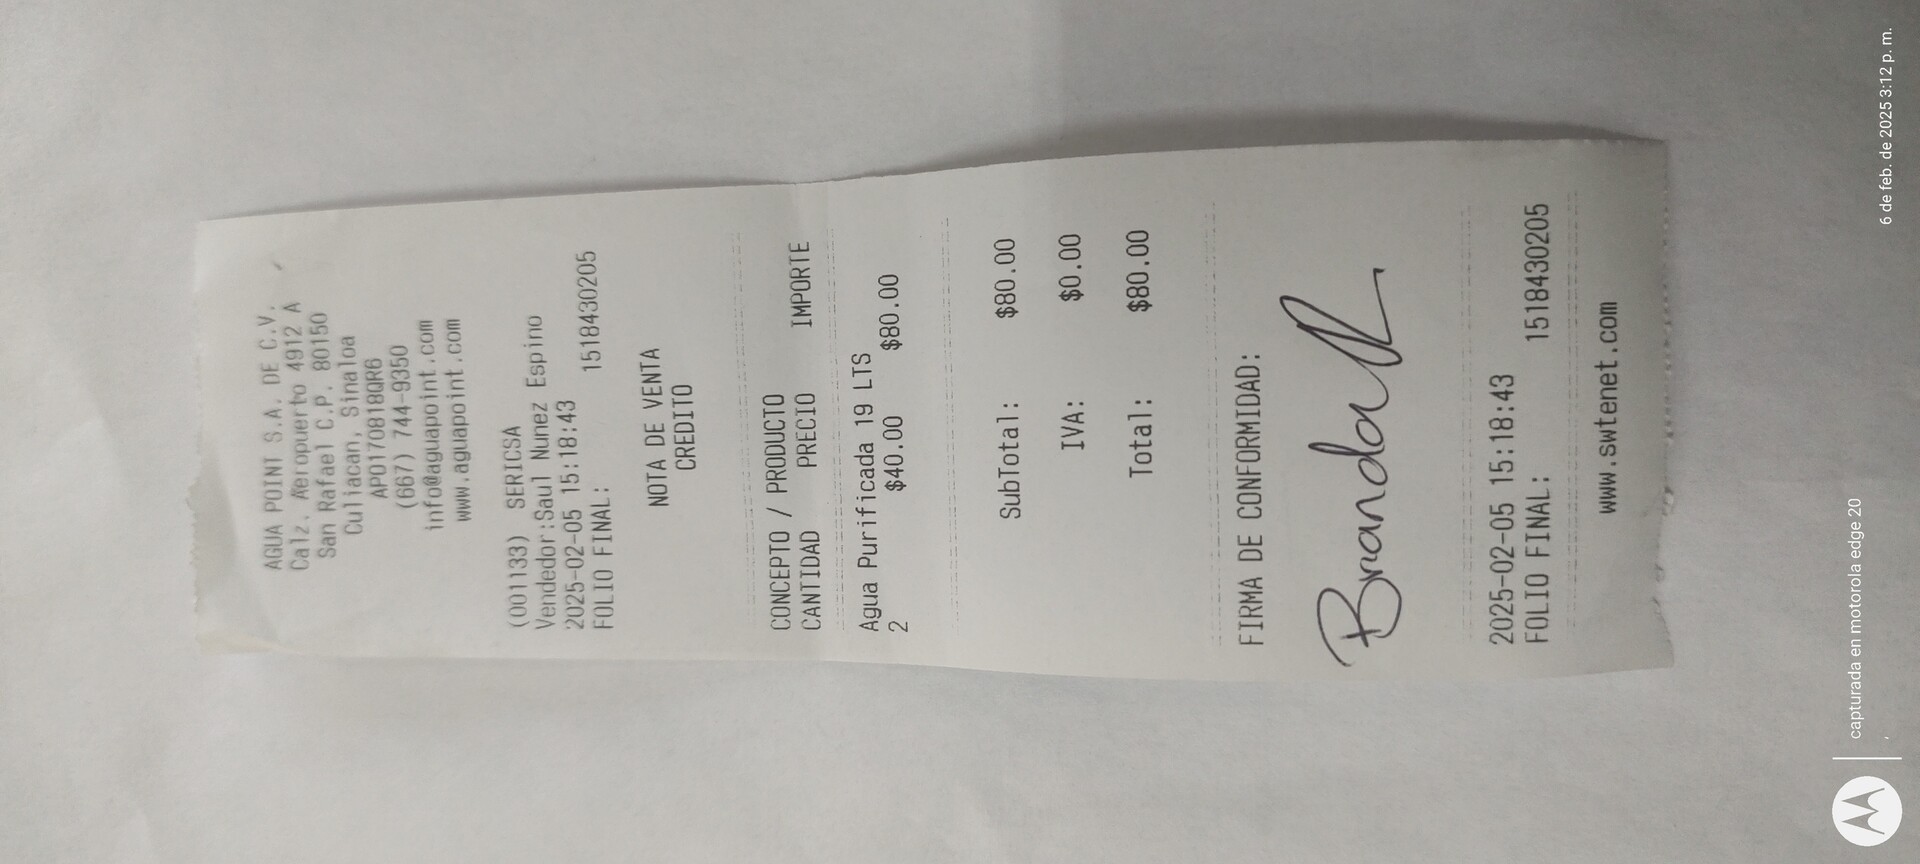 AGUA POINT S.A. DE C.V.
Calz. Aeropuerto 4912 A
San Rafael C.P. 80150
Culiacan, Sinaloa
APO170818QR6
(667) 744-9350
info@aguapoint.com
www.aguapoint.com
(001133) SERICSA
Vendedor:Saul Nunez Espino
2025-02-05 15:18:43
FOLIO FINAL: 1518430205
NOTA DE VENTA
CREDITO
CONCEPTO / PRODUCTO
CANTIDAD PRECIO IMPORTE
Agua Purificada 19 LTS
2 $40.00 $80.00
SubTotal: $80.00
IVA: $0.00
Total: $80.00
FIRMA DE CONFORMIDAD:
Brianda R
2025-02-05 15:18:43
FOLIO FINAL: 1518430205
www.swtenet.com
capturada en motorola edge 20
6 de feb. de 2025 3:12 p. m.